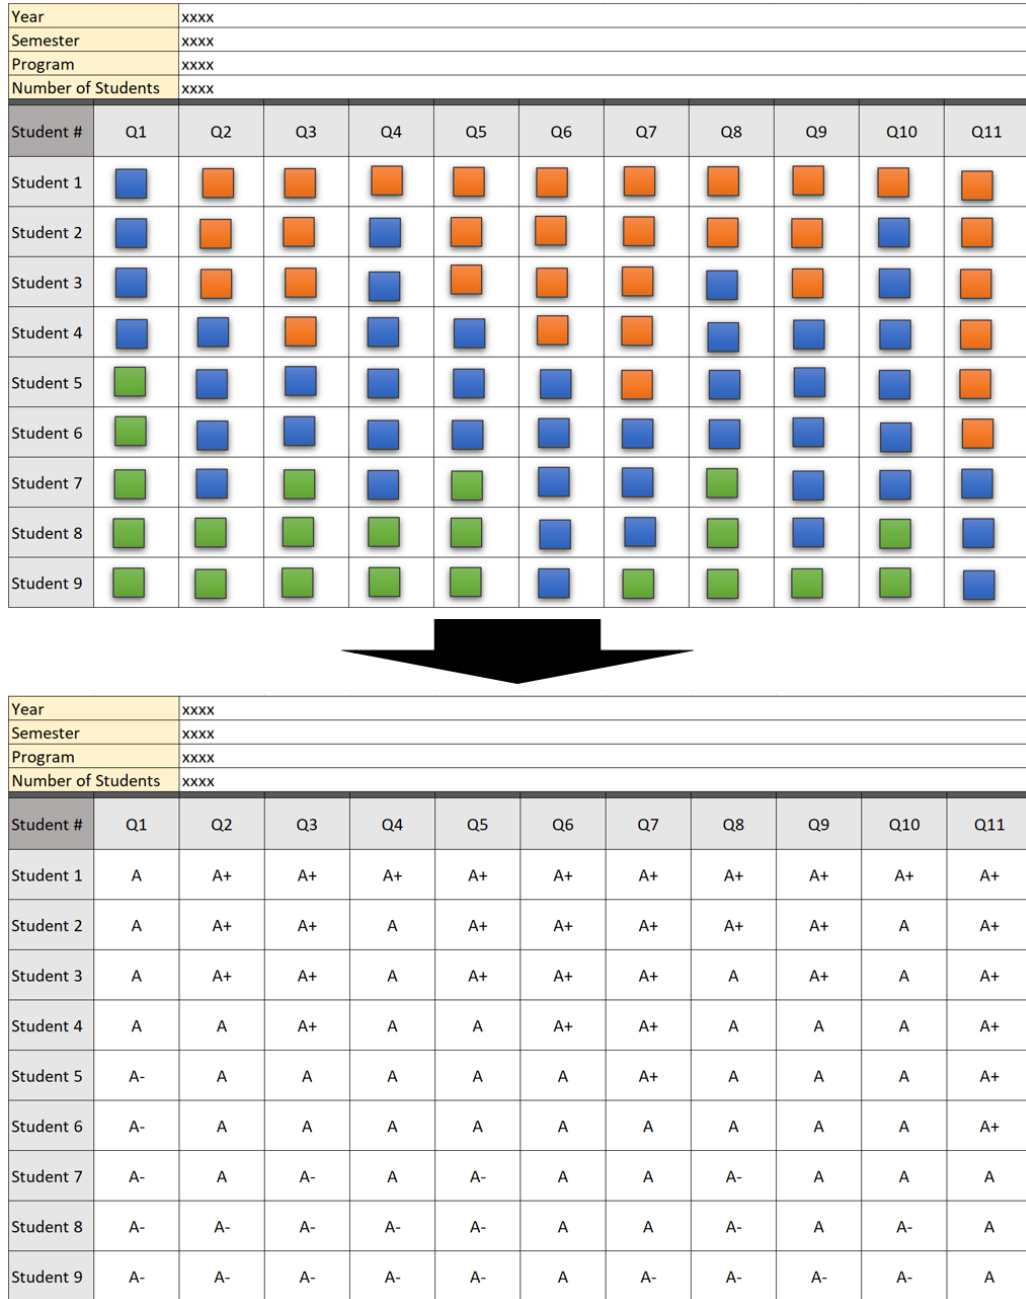 Year xxxx
Semester xxxx
Program xxxx
Number of Students xxxx
Student # Q1 Q2 Q3 Q4 Q5 Q6 Q7 Q8 Q9 Q10 Q11
Student 1
Student 2
Student 3
Student 4
Student 5
Student 6
Student 7
Student 8
Student 9
Year xxxx
Semester xxxx
Program xxxx
Number of Students xxxx
Student # Q1 Q2 Q3 Q4 Q5 Q6 Q7 Q8 Q9 Q10 Q11
Student 1 A A+ A+ A+ A+ A+ A+ A+ A+ A+ A+
Student 2 A A+ A+ A A+ A+ A+ A+ A+ A A+
Student 3 A A+ A+ A A+ A+ A+ A A+ A A+
Student 4 A A A+ A A A+ A+ A A A A+
Student 5 A- A A A A A A+ A A A A+
Student 6 A- A A A A A A A A A A+
Student 7 A- A A- A A- A A A- A A A
Student 8 A- A- A- A- A- A A A- A A- A
Student 9 A- A- A- A- A- A A- A- A- A- A